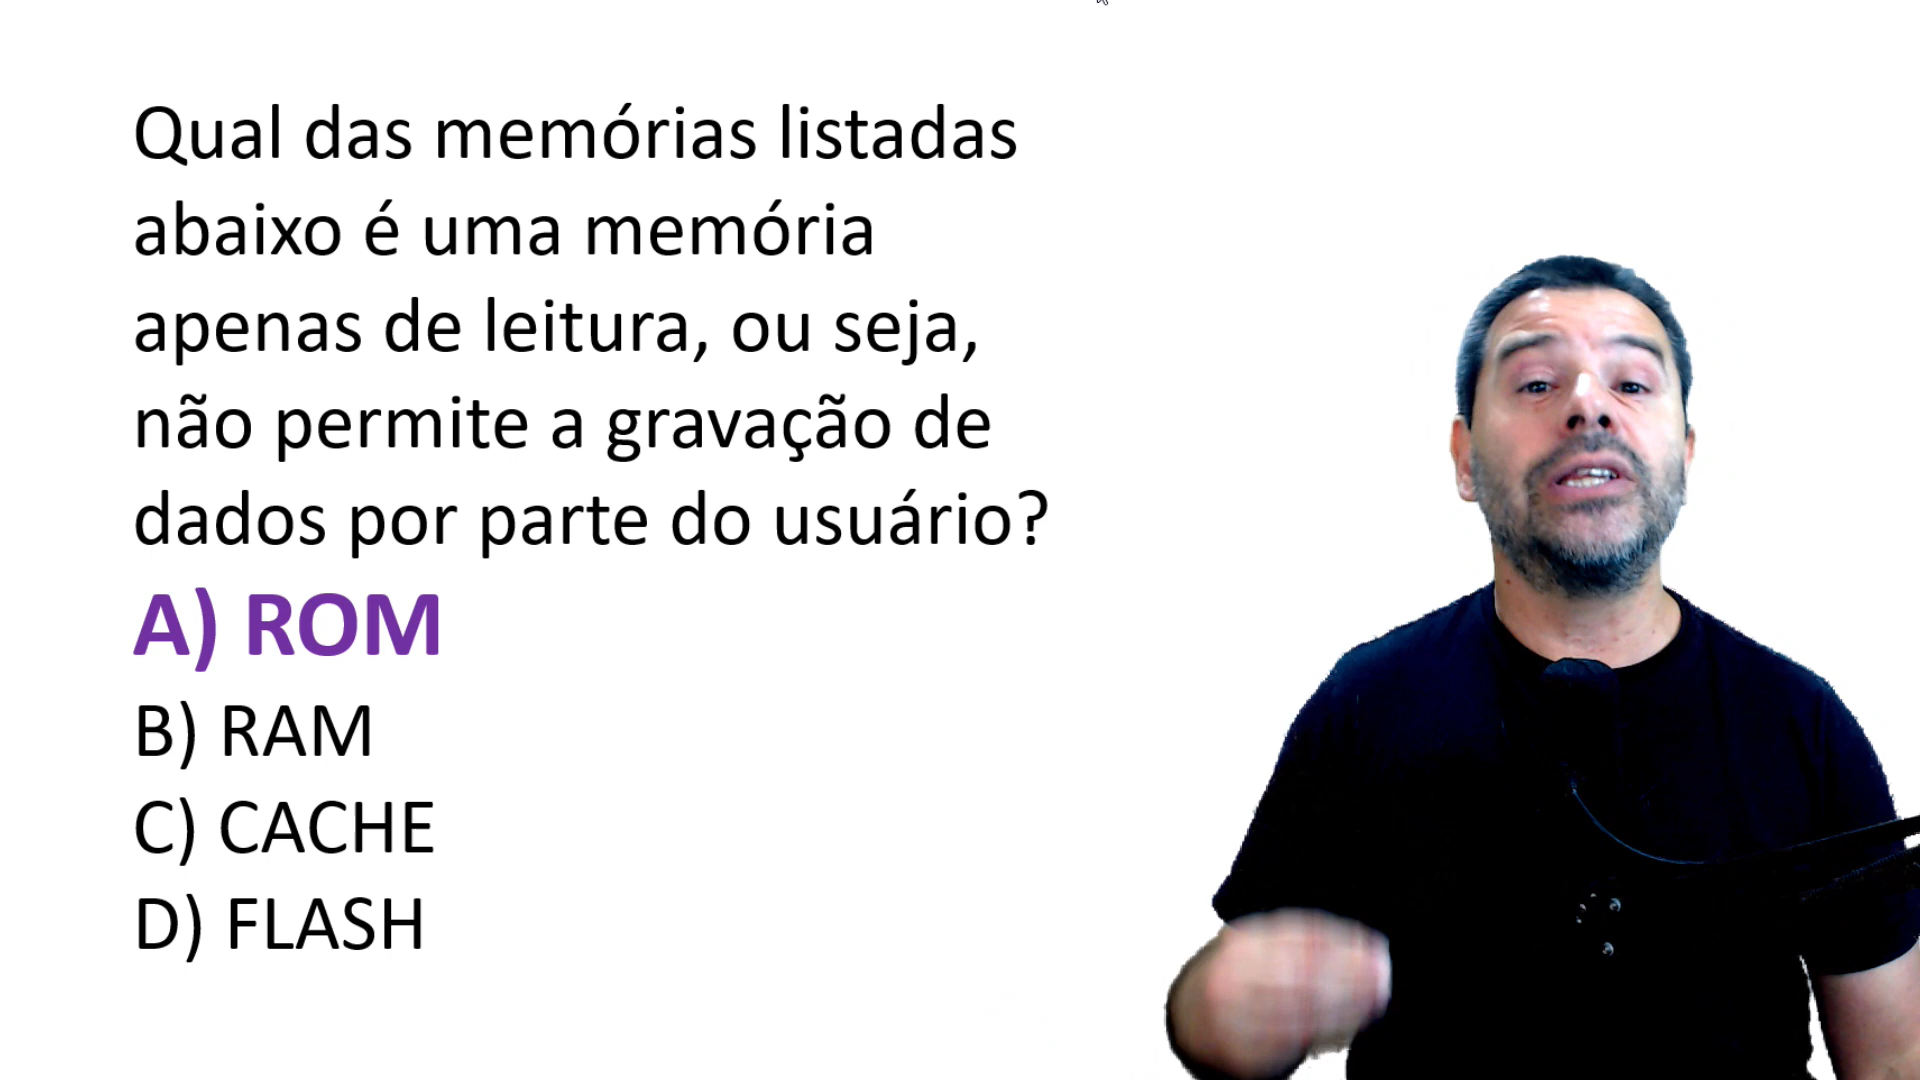 Qual das memórias listadas
abaixo é uma memória
apenas de leitura, ou seja,
não permite a gravação de
dados por parte do usuário?
A) ROM
B) RAM
C) CACHE
D) FLASH